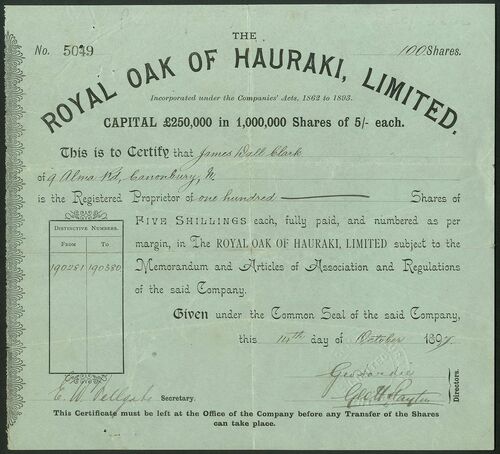 THE
No. 5049 100 Shares.
ROYAL OAK OF HAURAKI, LIMITED.
Incorporated under the Companies' Acts, 1862 to 1893.
CAPITAL £250,000 in 1,000,000 Shares of 5/- each.
This is to Certify that James Wall Clark
of 9 Alma Rd, Canonbury, N.
is the Registered Proprietor of one hundred Shares of
FIVE SHILLINGS each, fully paid, and numbered as per
margin, in The ROYAL OAK OF HAURAKI, LIMITED subject to the
Memorandum and Articles of Association and Regulations
of the said Company.
DISTINCTIVE NUMBERS.
FROM TO
190281 190380
Given under the Common Seal of the said Company,
this 14th day of October 1897.
Directors.
E. W. Secretary.
This Certificate must be left at the Office of the Company before any Transfer of the Shares
can take place.